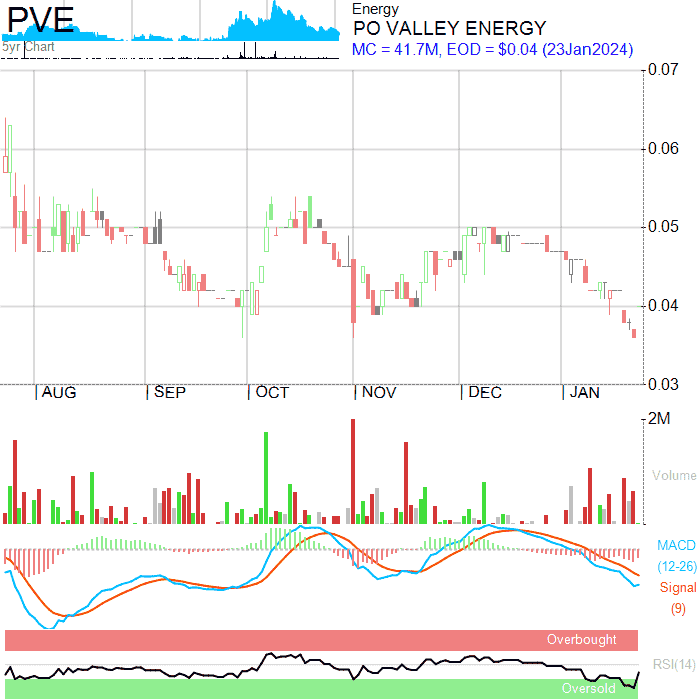 PVE
5yr Chart
Energy
PO VALLEY ENERGY
MC = 41.7M, EOD = $0.04 (23Jan2024)
0.07
0.06
0.05
0.04
0.03
| AUG | SEP | OCT | NOV | DEC | JAN
2M
Volume
MACD
(12-26)
Signal
(9)
Overbought
RSI(14)
Oversold